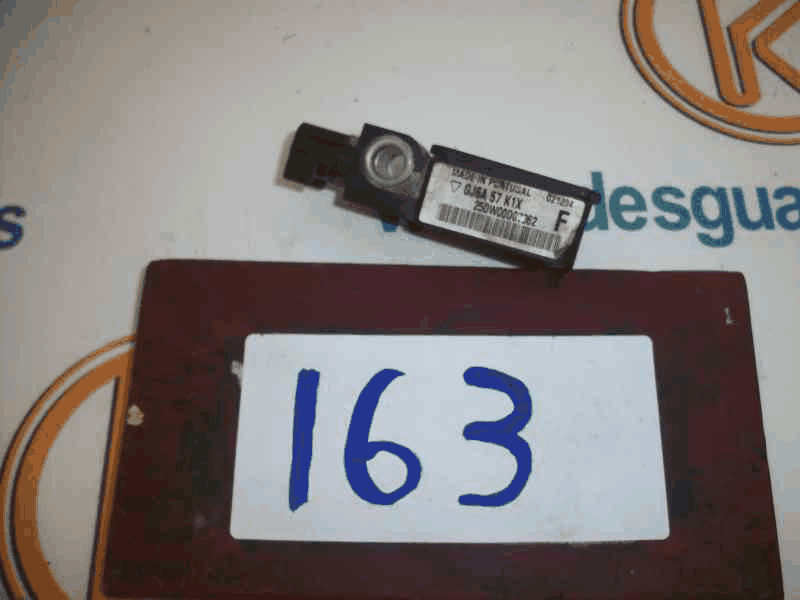 MADE IN PORTUGAL 021204
GJ6A 57 K1X
F
desgua
s
163